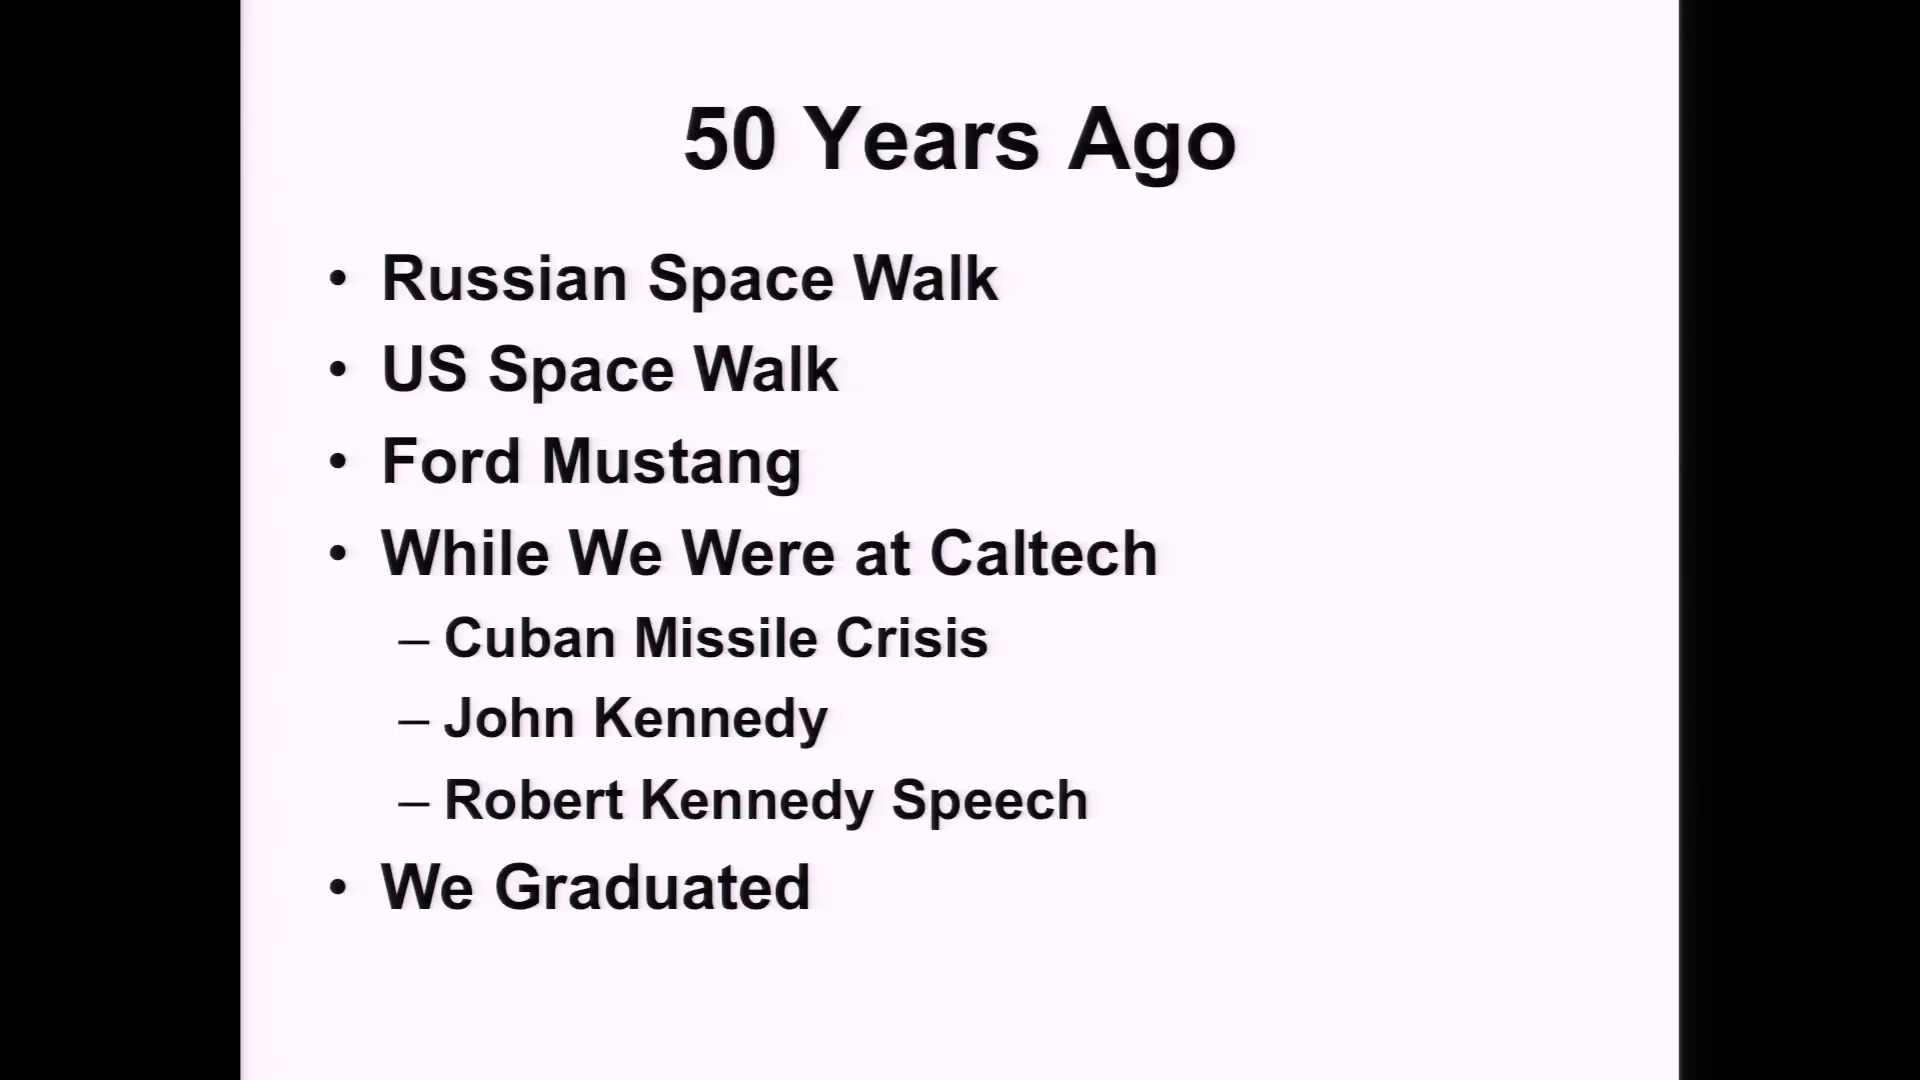 50 Years Ago
• Russian Space Walk
• US Space Walk
• Ford Mustang
• While We Were at Caltech
– Cuban Missile Crisis
– John Kennedy
– Robert Kennedy Speech
• We Graduated